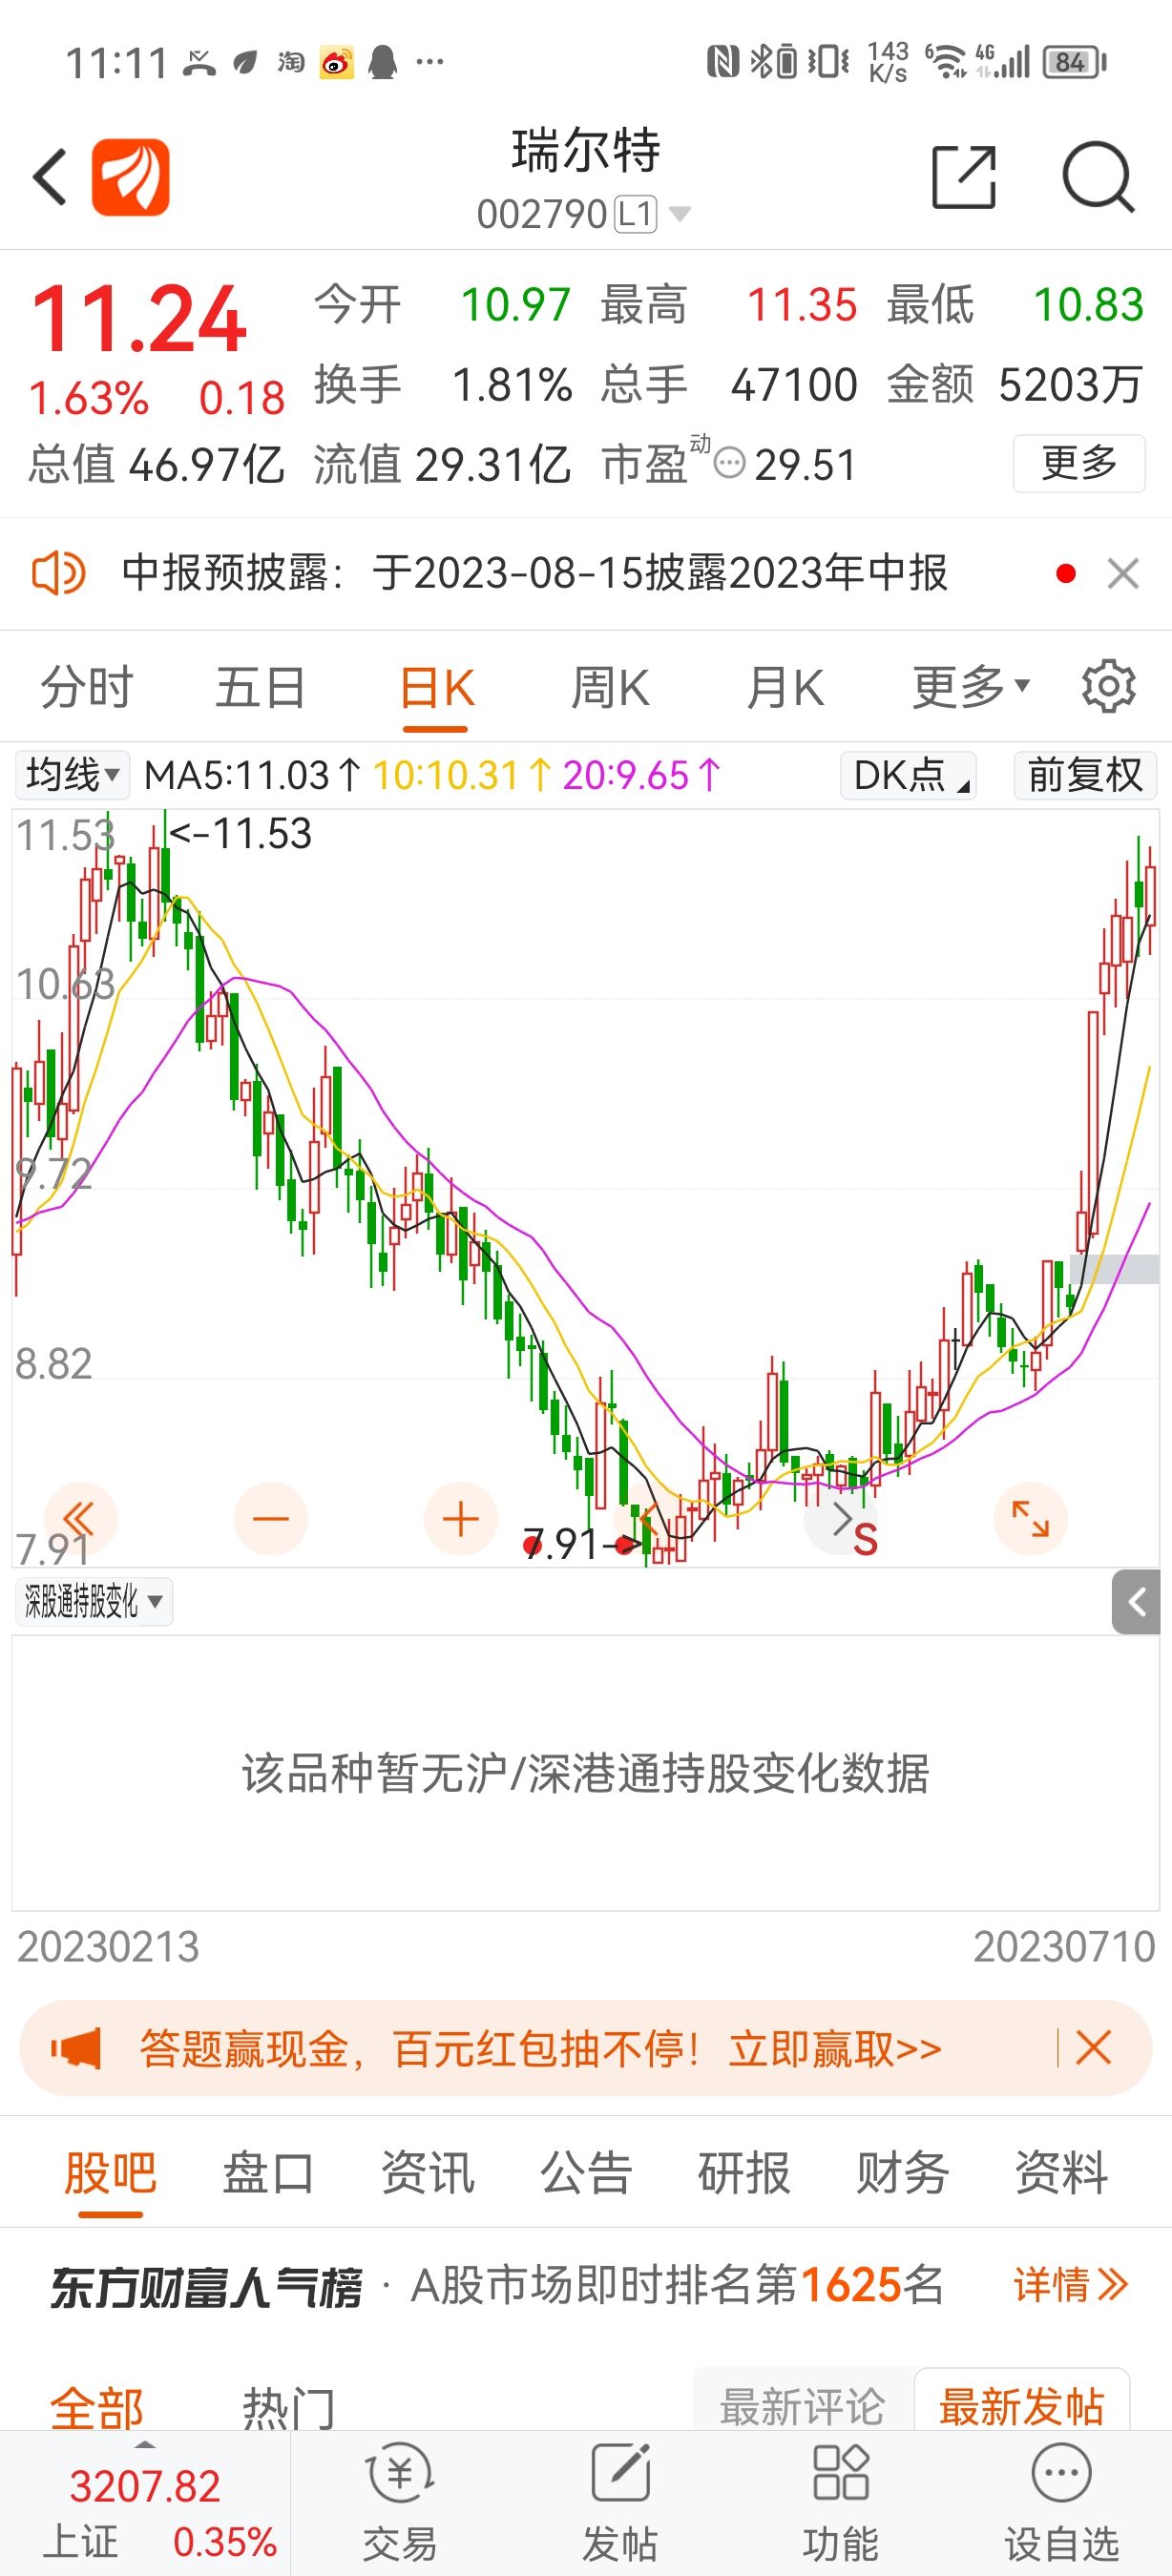 11:11 淘 ... 143 K/s 6 4G 84
瑞尔特
002790 L1
11.24 今开 10.97 最高 11.35 最低 10.83
1.63% 0.18 换手 1.81% 总手 47100 金额 5203万
总值 46.97亿 流值 29.31亿 市盈动 29.51 更多
中报预披露：于2023-08-15披露2023年中报
分时 五日 日K 周K 月K 更多
均线 MA5:11.03↑ 10:10.31↑ 20:9.65↑ DK点 前复权
11.53 <-11.53
10.63
9.72
8.82
7.91 7.91-> S
深股通持股变化
该品种暂无沪/深港通持股变化数据
20230213 20230710
答题赢现金，百元红包抽不停！立即赢取>>
股吧 盘口 资讯 公告 研报 财务 资料
东方财富人气榜 · A股市场即时排名第1625名 详情
全部 热门 最新评论 最新发帖
3207.82
上证 0.35% 交易 发帖 功能 设自选